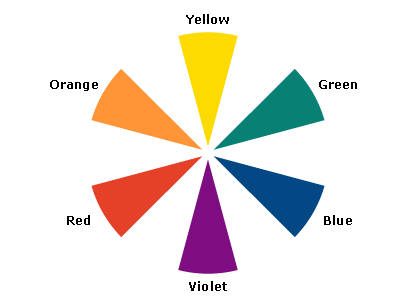 Yellow
Orange
Green
Red
Blue
Violet